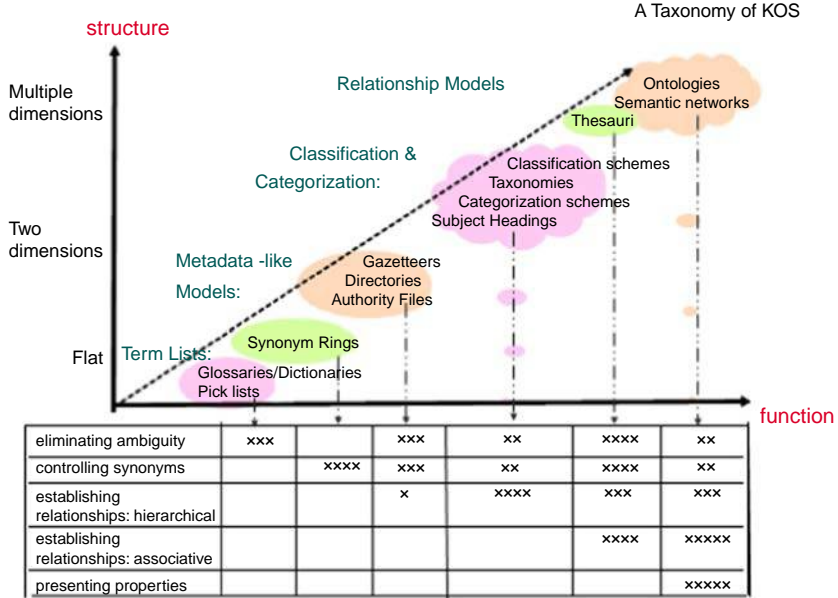 A Taxonomy of KOS
structure
Multiple
dimensions
Relationship Models
Ontologies
Semantic networks
Thesauri
Classification &
Categorization:
Classification schemes
Taxonomies
Categorization schemes
Subject Headings
Two
dimensions
Metadata -like
Models:
Gazetteers
Directories
Authority Files
Flat
Term Lists:
Synonym Rings
Glossaries/Dictionaries
Pick lists
function
eliminating ambiguity ××× ××× ×× ×××× ××
controlling synonyms ×××× ××× ×× ×××× ××
establishing
relationships: hierarchical × ×××× ××× ×××
establishing
relationships: associative ×××× ×××××
presenting properties ×××××